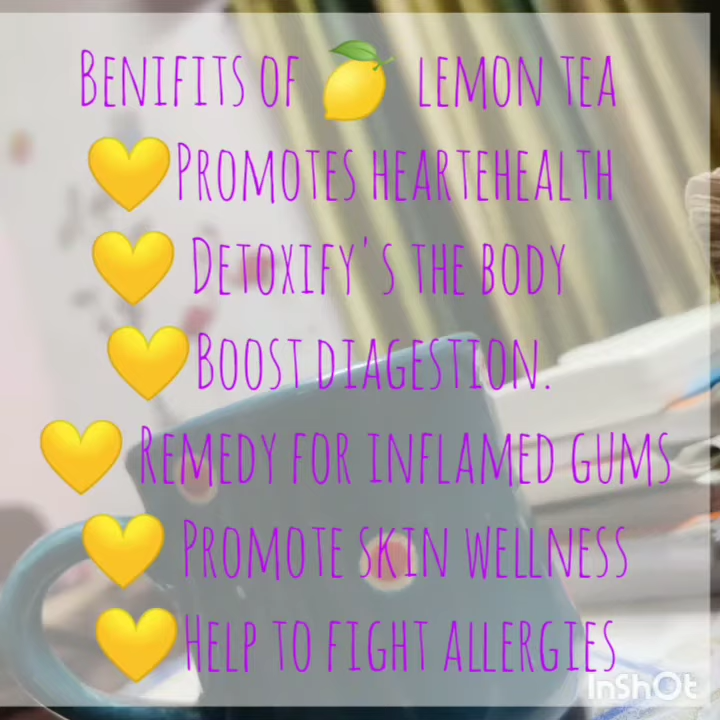 BENIFITS OF 🍋 LEMON TEA
💛PROMOTES HEARTEHEALTH
💛 DETOXIFY'S THE BODY
💛BOOST DIAGESTION.
💛 REMEDY FOR INFLAMED GUMS
💛 PROMOTE SKIN WELLNESS
💛HELP TO FIGHT ALLERGIES
InShOt